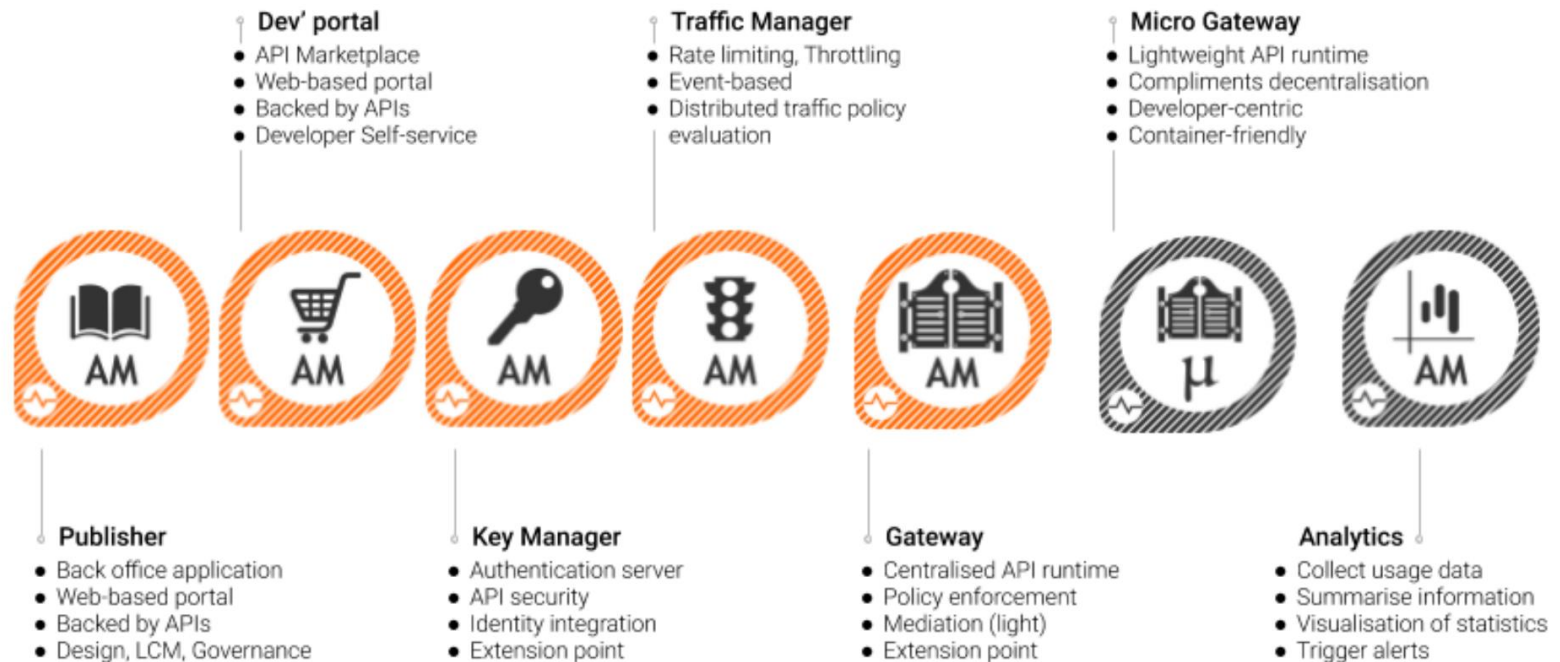 Dev’ portal
API Marketplace
Web-based portal
Backed by APIs
Developer Self-service
Traffic Manager
Rate limiting, Throttling
Event-based
Distributed traffic policy
evaluation
Micro Gateway
Lightweight API runtime
Compliments decentralisation
Developer-centric
Container-friendly
AM
AM
AM
AM
AM
μ
AM
Publisher
Back office application
Web-based portal
Backed by APIs
Design, LCM, Governance
Key Manager
Authentication server
API security
Identity integration
Extension point
Gateway
Centralised API runtime
Policy enforcement
Mediation (light)
Extension point
Analytics
Collect usage data
Summarise information
Visualisation of statistics
Trigger alerts